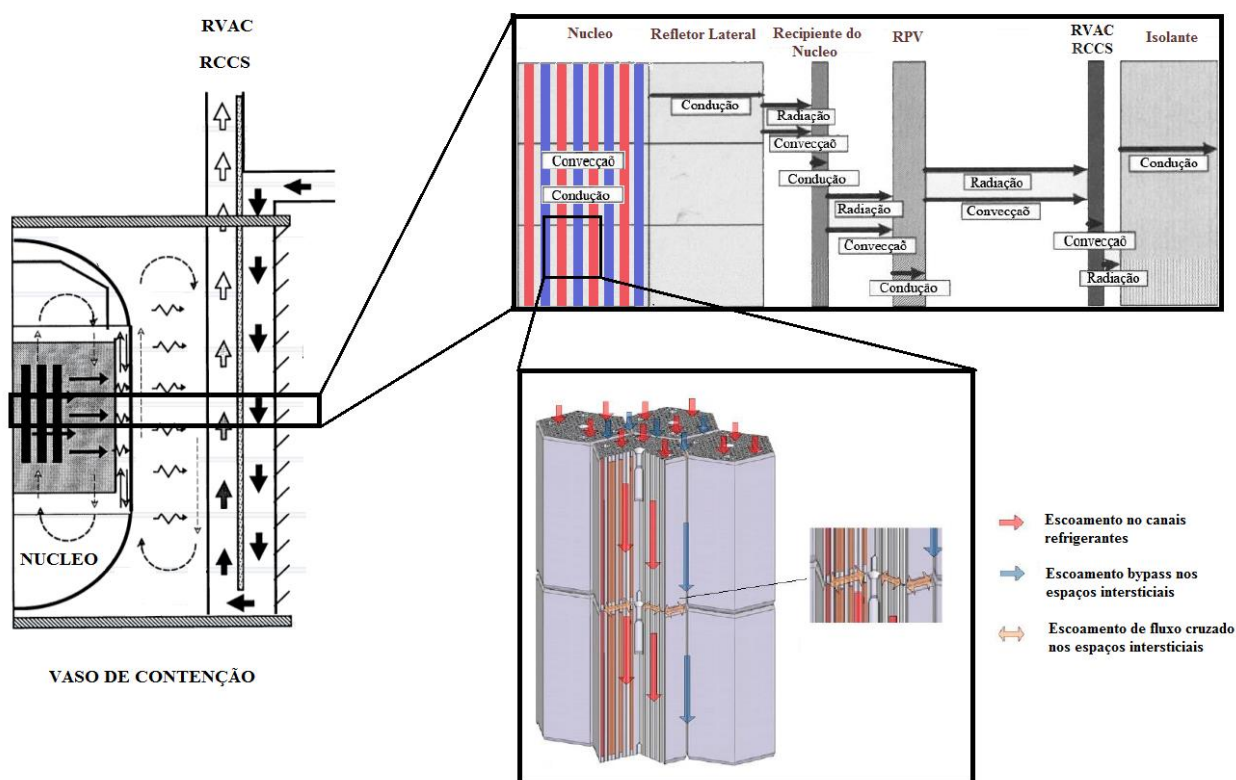 RVAC
RCCS
NUCLEO
VASO DE CONTENÇÃO
Nucleo
Refletor Lateral
Recipiente do
Nucleo
RPV
RVAC
RCCS
Isolante
Condução
Radiação
Convecçaõ
Condução
Convecçaõ
Condução
Radiação
Convecçaõ
Condução
Radiação
Convecçaõ
Convecçaõ
Radiação
Condução
Escoamento no canais
refrigerantes
Escoamento bypass nos
espaços intersticiais
Escoamento de fluxo cruzado
nos espaços intersticiais